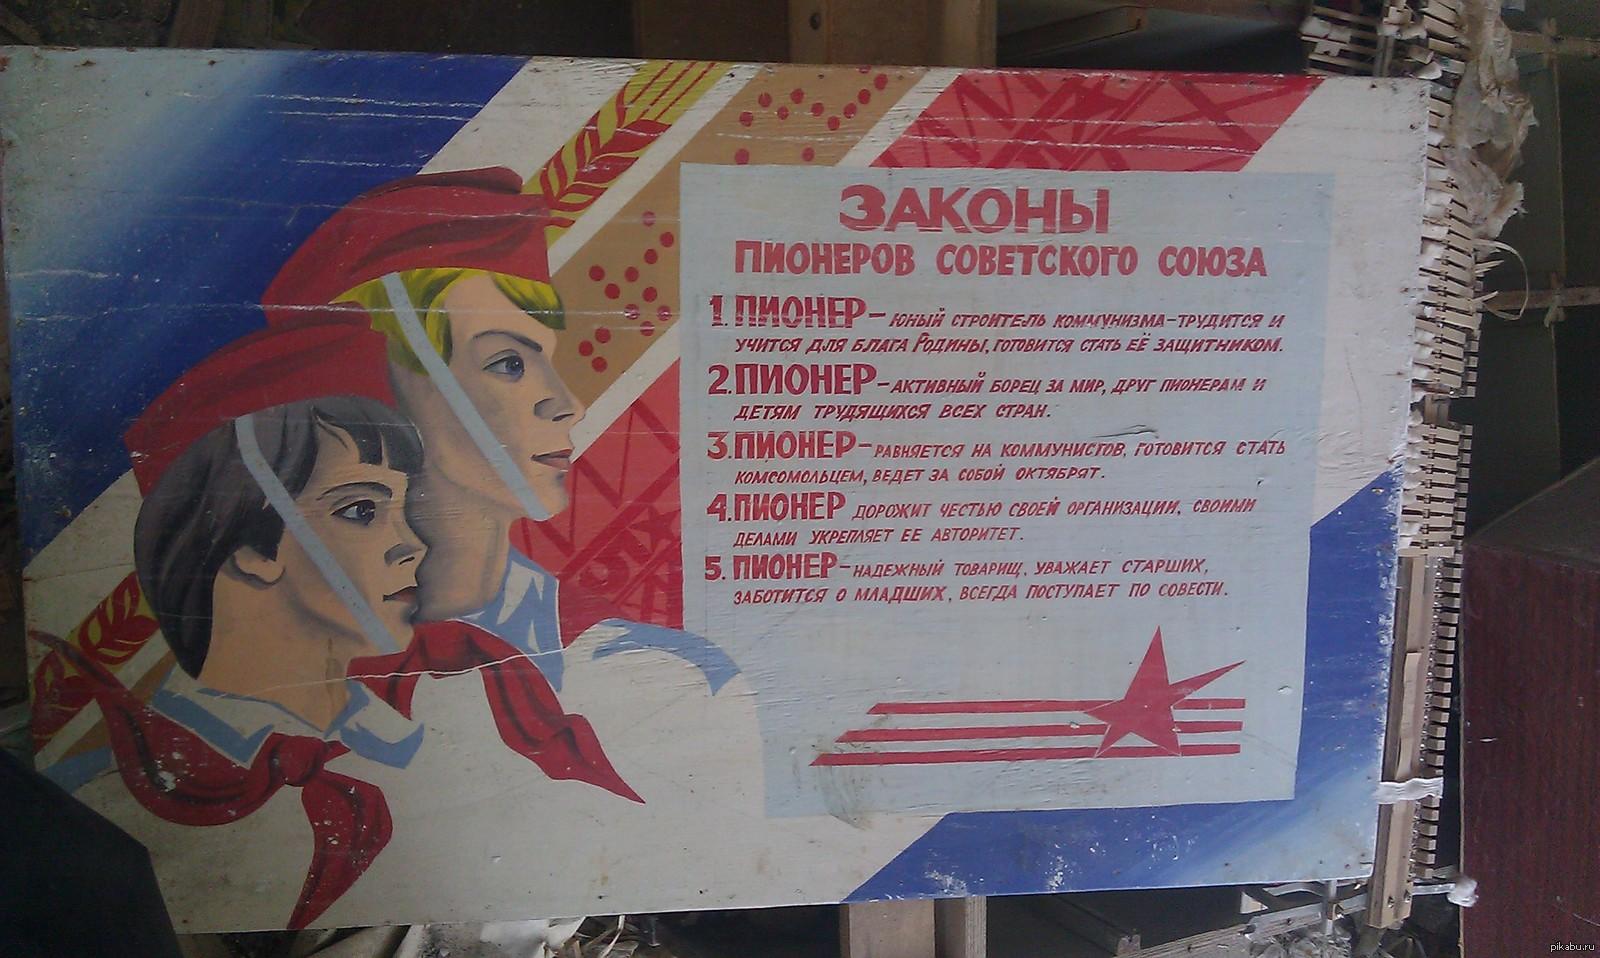 ЗАКОНЫ
ПИОНЕРОВ СОВЕТСКОГО СОЮЗА
1. ПИОНЕР – ЮНЫЙ СТРОИТЕЛЬ КОММУНИЗМА – ТРУДИТСЯ И
УЧИТСЯ ДЛЯ БЛАГА РОДИНЫ, ГОТОВИТСЯ СТАТЬ ЕЁ ЗАЩИТНИКОМ.
2. ПИОНЕР – АКТИВНЫЙ БОРЕЦ ЗА МИР, ДРУГ ПИОНЕРАМ И
ДЕТЯМ ТРУДЯЩИХСЯ ВСЕХ СТРАН.
3. ПИОНЕР – РАВНЯЕТСЯ НА КОММУНИСТОВ, ГОТОВИТСЯ СТАТЬ
КОМСОМОЛЬЦЕМ, ВЕДЕТ ЗА СОБОЙ ОКТЯБРЯТ.
4. ПИОНЕР ДОРОЖИТ ЧЕСТЬЮ СВОЕЙ ОРГАНИЗАЦИИ, СВОИМИ
ДЕЛАМИ УКРЕПЛЯЕТ ЕЕ АВТОРИТЕТ.
5. ПИОНЕР – НАДЕЖНЫЙ ТОВАРИЩ, УВАЖАЕТ СТАРШИХ,
ЗАБОТИТСЯ О МЛАДШИХ, ВСЕГДА ПОСТУПАЕТ ПО СОВЕСТИ.
pikabu.ru